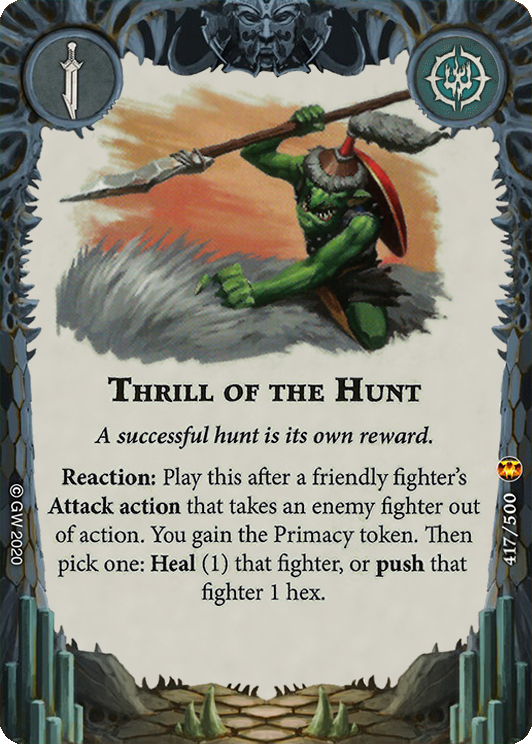 Thrill of the Hunt
A successful hunt is its own reward.
Reaction: Play this after a friendly fighter's
Attack action that takes an enemy fighter out
of action. You gain the Primacy token. Then
pick one: Heal (1) that fighter, or push that
fighter 1 hex.
© GW 2020
417/500